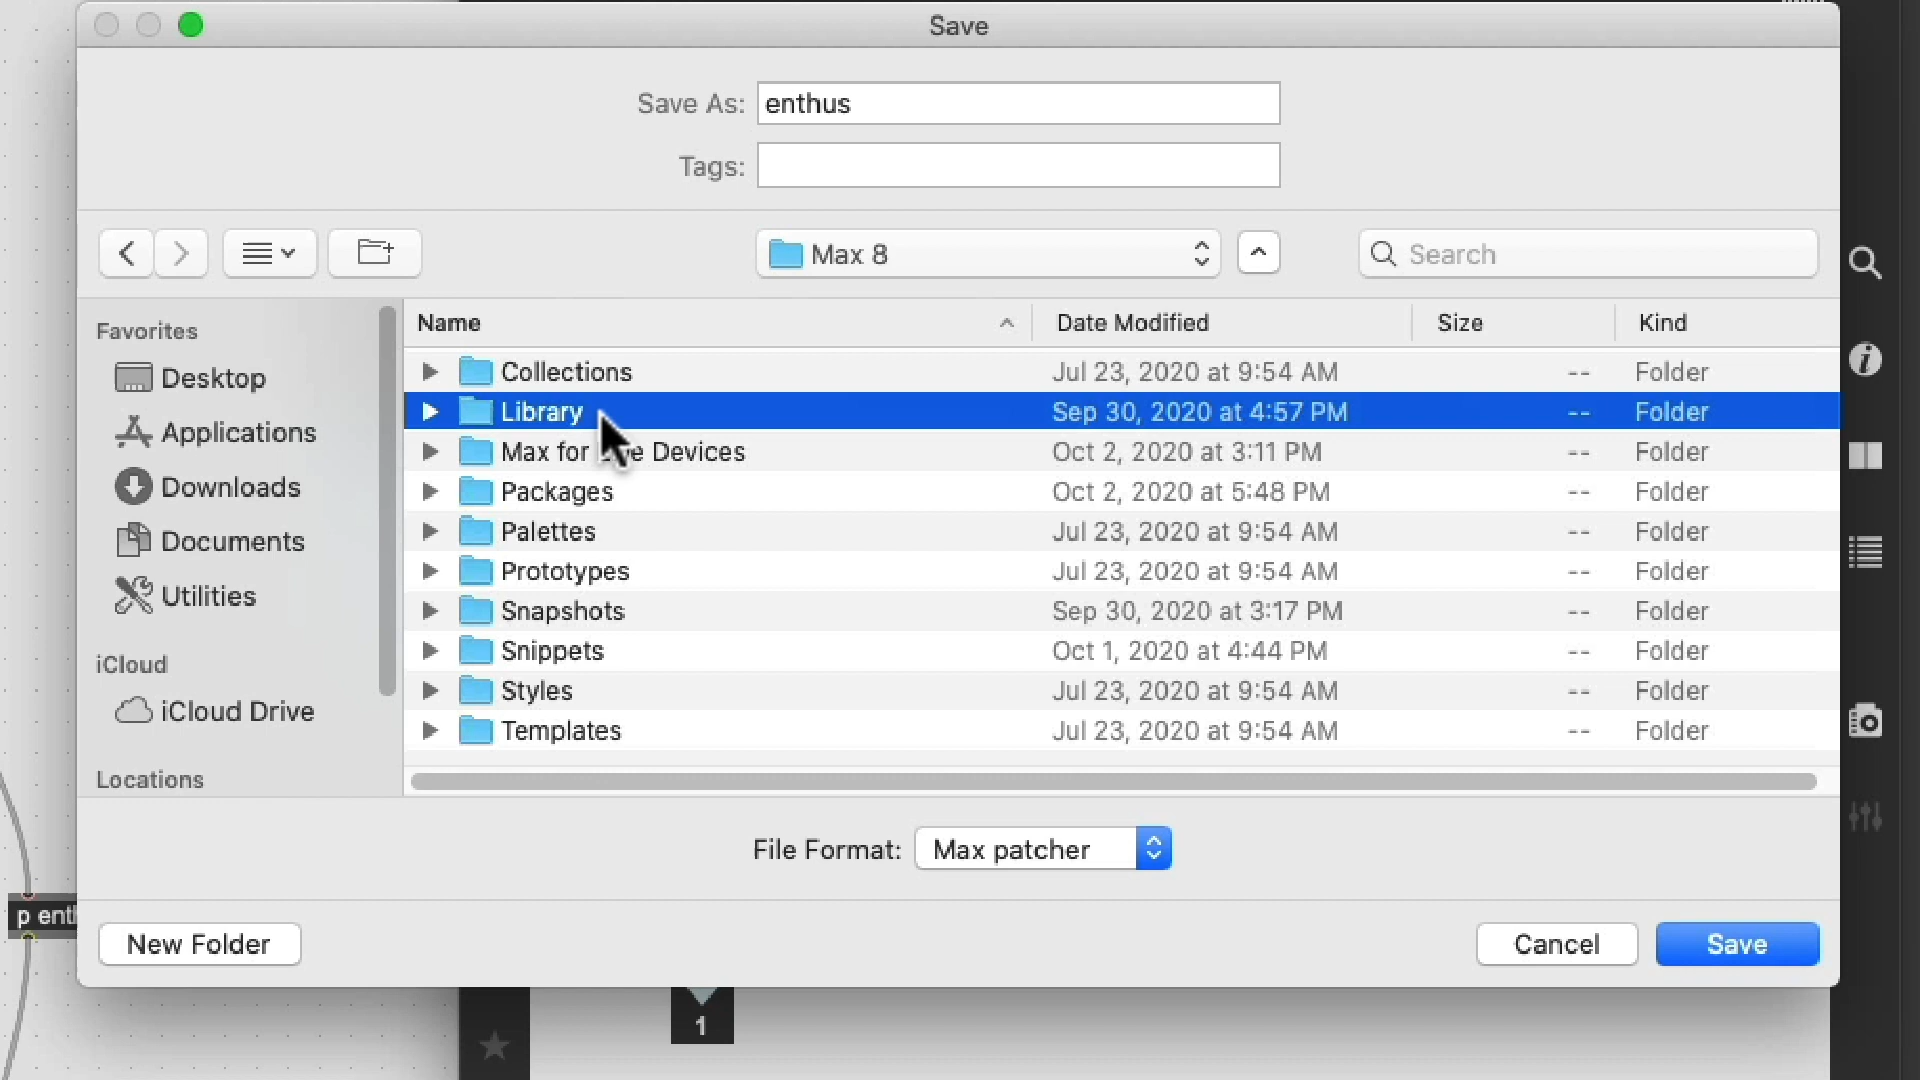 Save
Save As: enthus
Tags:
Max 8
Search
Name Date Modified Size Kind
Favorites
Desktop
Applications
Downloads
Documents
Utilities
iCloud
iCloud Drive
Locations
Collections Jul 23, 2020 at 9:54 AM -- Folder
Library Sep 30, 2020 at 4:57 PM -- Folder
Max for e Devices Oct 2, 2020 at 3:11 PM -- Folder
Packages Oct 2, 2020 at 5:48 PM -- Folder
Palettes Jul 23, 2020 at 9:54 AM -- Folder
Prototypes Jul 23, 2020 at 9:54 AM -- Folder
Snapshots Sep 30, 2020 at 3:17 PM -- Folder
Snippets Oct 1, 2020 at 4:44 PM -- Folder
Styles Jul 23, 2020 at 9:54 AM -- Folder
Templates Jul 23, 2020 at 9:54 AM -- Folder
File Format: Max patcher
p enth
New Folder Cancel Save
1